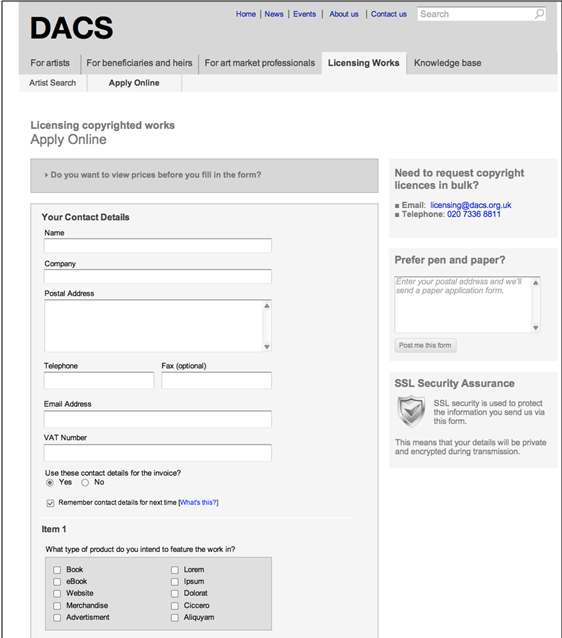 Home | News | Events | About us | Contact us
Search
DACS
For artists
For beneficiaries and heirs
For art market professionals
Licensing Works
Knowledge base
Artist Search
Apply Online
Licensing copyrighted works
Apply Online
Do you want to view prices before you fill in the form?
Your Contact Details
Name
Company
Postal Address
Telephone
Fax (optional)
Email Address
VAT Number
Use these contact details for the invoice?
Yes
No
Remember contact details for next time [What's this?]
Item 1
What type of product do you intend to feature the work in?
Book
eBook
Website
Merchandise
Advertisment
Lorem
Ipsum
Dolorat
Ciccero
Aliquyam
Need to request copyright
licences in bulk?
Email: licensing@dacs.org.uk
Telephone: 020 7336 8811
Prefer pen and paper?
Enter your postal address and we'll
send a paper application form.
Post me this form
SSL Security Assurance
SSL security is used to protect
the information you send us via
this form.
This means that your details will be private
and encrypted during transmission.